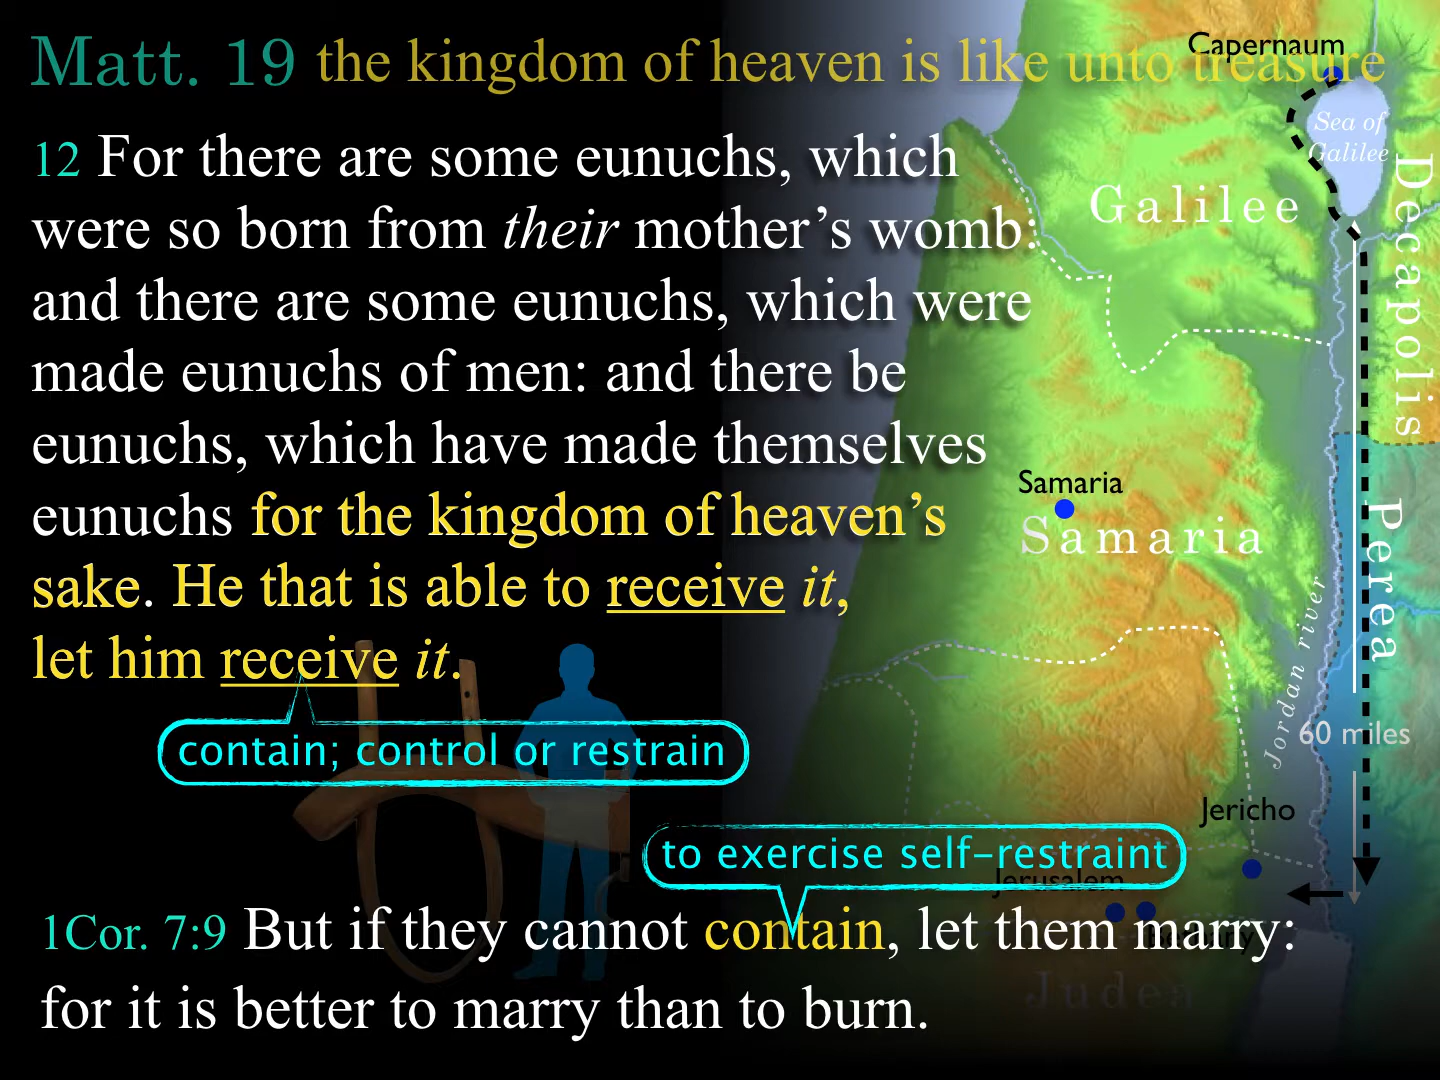 Matt. 19 the kingdom of heaven is like unto treasure
12 For there are some eunuchs, which
were so born from their mother’s womb:
and there are some eunuchs, which were
made eunuchs of men: and there be
eunuchs, which have made themselves
eunuchs for the kingdom of heaven’s
sake. He that is able to receive it,
let him receive it.
contain; control or restrain
to exercise self-restraint
1Cor. 7:9 But if they cannot contain, let them marry:
for it is better to marry than to burn.
Capernaum
Sea of
Galilee
Galilee
Decapolis
Samaria
Samaria
Perea
Jordan river
60 miles
Jericho
Jerusalem
Judea